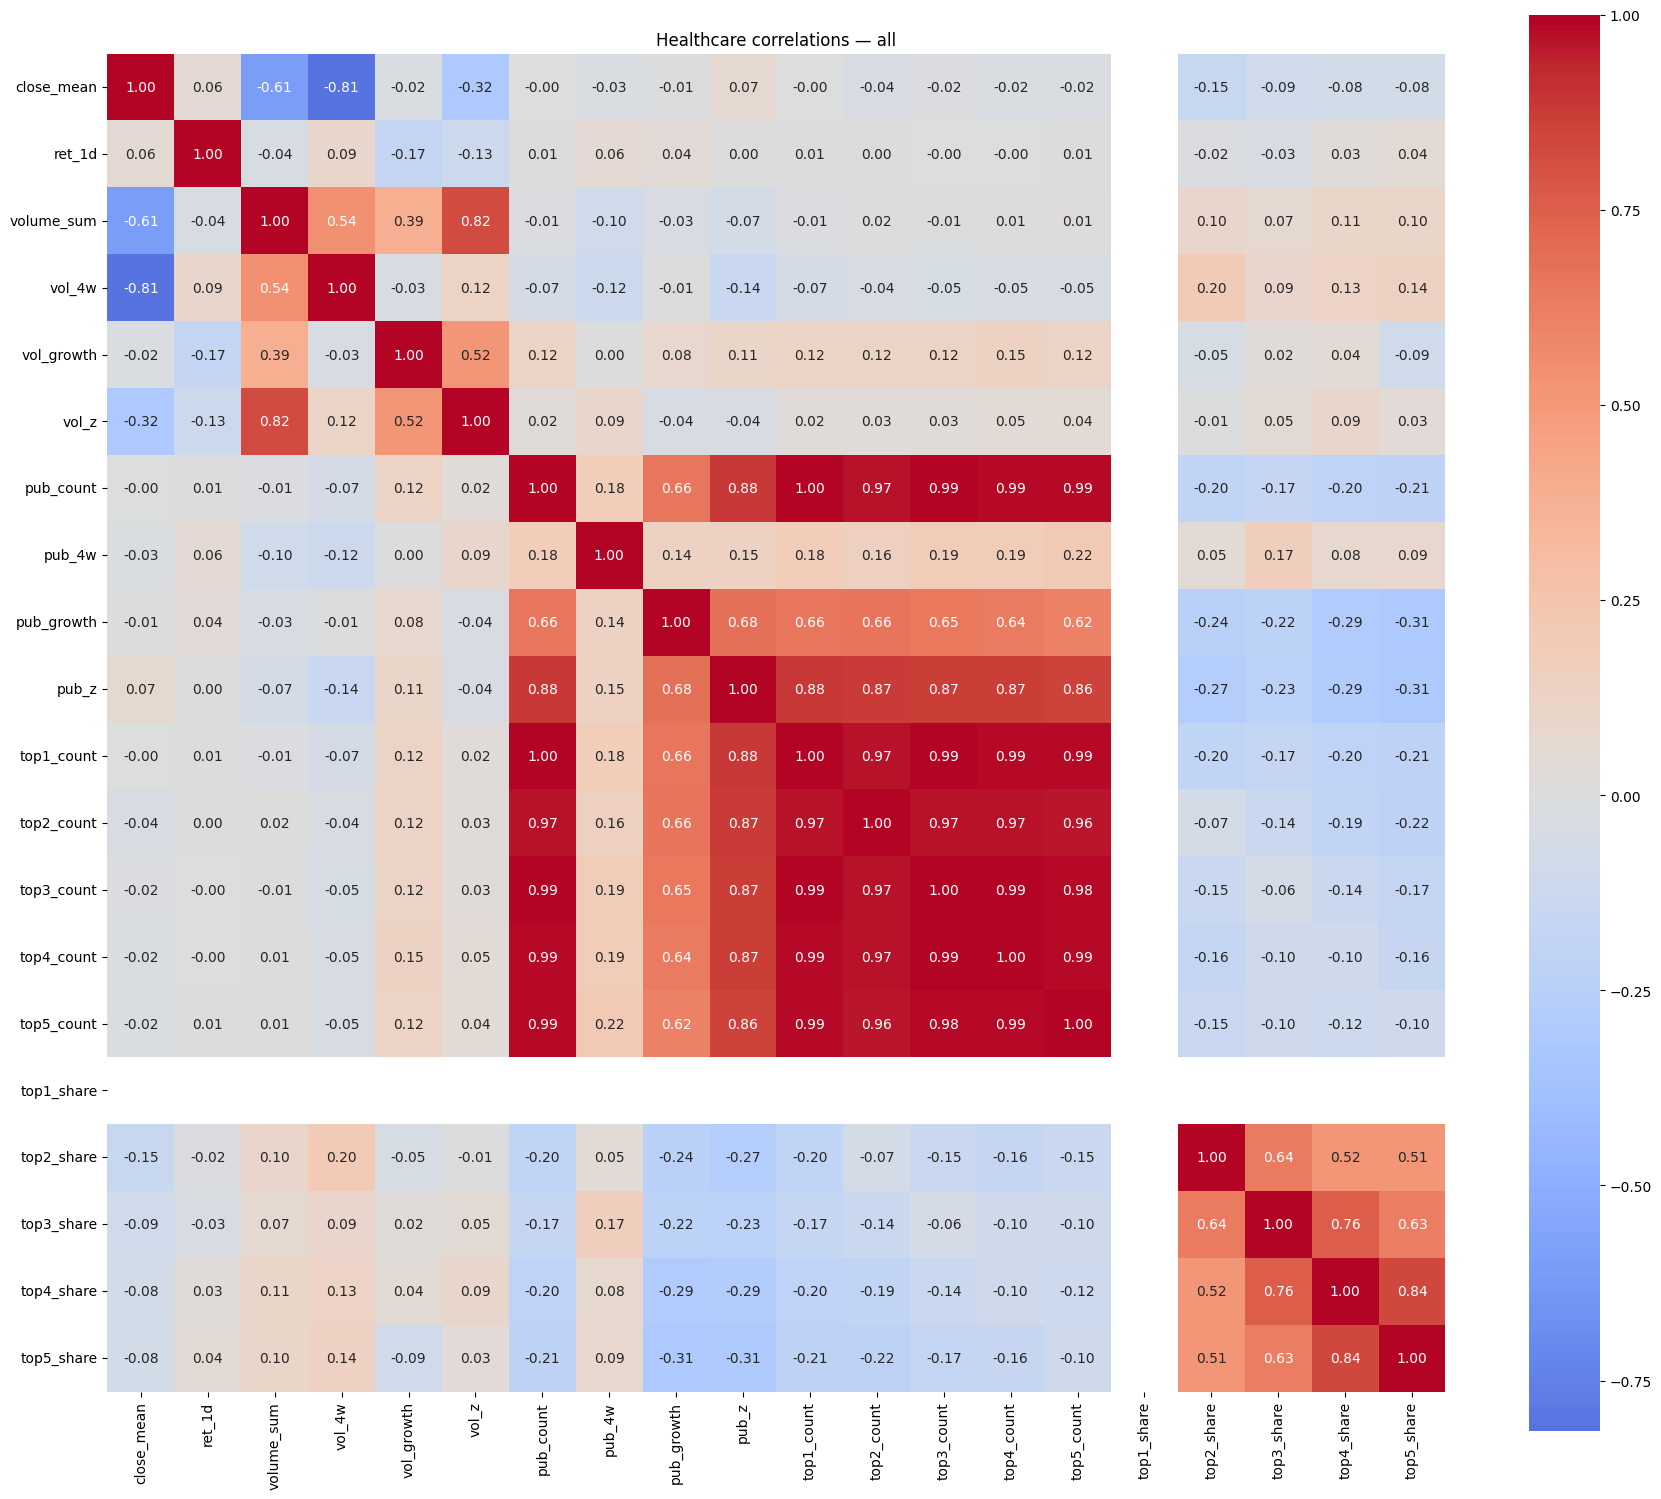 Healthcare correlations — all
close_mean 1.00 0.06 -0.61 -0.81 -0.02 -0.32 -0.00 -0.03 -0.01 0.07 -0.00 -0.04 -0.02 -0.02 -0.02 -0.15 -0.09 -0.08 -0.08
ret_1d 0.06 1.00 -0.04 0.09 -0.17 -0.13 0.01 0.06 0.04 0.00 0.01 0.00 -0.00 -0.00 0.01 -0.02 -0.03 0.03 0.04
volume_sum -0.61 -0.04 1.00 0.54 0.39 0.82 -0.01 -0.10 -0.03 -0.07 -0.01 0.02 -0.01 0.01 0.01 0.10 0.07 0.11 0.10
vol_4w -0.81 0.09 0.54 1.00 -0.03 0.12 -0.07 -0.12 -0.01 -0.14 -0.07 -0.04 -0.05 -0.05 -0.05 0.20 0.09 0.13 0.14
vol_growth -0.02 -0.17 0.39 -0.03 1.00 0.52 0.12 0.00 0.08 0.11 0.12 0.12 0.12 0.15 0.12 -0.05 0.02 0.04 -0.09
vol_z -0.32 -0.13 0.82 0.12 0.52 1.00 0.02 0.09 -0.04 -0.04 0.02 0.03 0.03 0.05 0.04 -0.01 0.05 0.09 0.03
pub_count -0.00 0.01 -0.01 -0.07 0.12 0.02 1.00 0.18 0.66 0.88 1.00 0.97 0.99 0.99 0.99 -0.20 -0.17 -0.20 -0.21
pub_4w -0.03 0.06 -0.10 -0.12 0.00 0.09 0.18 1.00 0.14 0.15 0.18 0.16 0.19 0.19 0.22 0.05 0.17 0.08 0.09
pub_growth -0.01 0.04 -0.03 -0.01 0.08 -0.04 0.66 0.14 1.00 0.68 0.66 0.66 0.65 0.64 0.62 -0.24 -0.22 -0.29 -0.31
pub_z 0.07 0.00 -0.07 -0.14 0.11 -0.04 0.88 0.15 0.68 1.00 0.88 0.87 0.87 0.87 0.86 -0.27 -0.23 -0.29 -0.31
top1_count -0.00 0.01 -0.01 -0.07 0.12 0.02 1.00 0.18 0.66 0.88 1.00 0.97 0.99 0.99 0.99 -0.20 -0.17 -0.20 -0.21
top2_count -0.04 0.00 0.02 -0.04 0.12 0.03 0.97 0.16 0.66 0.87 0.97 1.00 0.97 0.97 0.96 -0.07 -0.14 -0.19 -0.22
top3_count -0.02 -0.00 -0.01 -0.05 0.12 0.03 0.99 0.19 0.65 0.87 0.99 0.97 1.00 0.99 0.98 -0.15 -0.06 -0.14 -0.17
top4_count -0.02 -0.00 0.01 -0.05 0.15 0.05 0.99 0.19 0.64 0.87 0.99 0.97 0.99 1.00 0.99 -0.16 -0.10 -0.10 -0.16
top5_count -0.02 0.01 0.01 -0.05 0.12 0.04 0.99 0.22 0.62 0.86 0.99 0.96 0.98 0.99 1.00 -0.15 -0.10 -0.12 -0.10
top1_share
top2_share -0.15 -0.02 0.10 0.20 -0.05 -0.01 -0.20 0.05 -0.24 -0.27 -0.20 -0.07 -0.15 -0.16 -0.15 1.00 0.64 0.52 0.51
top3_share -0.09 -0.03 0.07 0.09 0.02 0.05 -0.17 0.17 -0.22 -0.23 -0.17 -0.14 -0.06 -0.10 -0.10 0.64 1.00 0.76 0.63
top4_share -0.08 0.03 0.11 0.13 0.04 0.09 -0.20 0.08 -0.29 -0.29 -0.20 -0.19 -0.14 -0.10 -0.12 0.52 0.76 1.00 0.84
top5_share -0.08 0.04 0.10 0.14 -0.09 0.03 -0.21 0.09 -0.31 -0.31 -0.21 -0.22 -0.17 -0.16 -0.10 0.51 0.63 0.84 1.00
close_mean
ret_1d
volume_sum
vol_4w
vol_growth
vol_z
pub_count
pub_4w
pub_growth
pub_z
top1_count
top2_count
top3_count
top4_count
top5_count
top1_share
top2_share
top3_share
top4_share
top5_share
1.00
0.75
0.50
0.25
0.00
−0.25
−0.50
−0.75